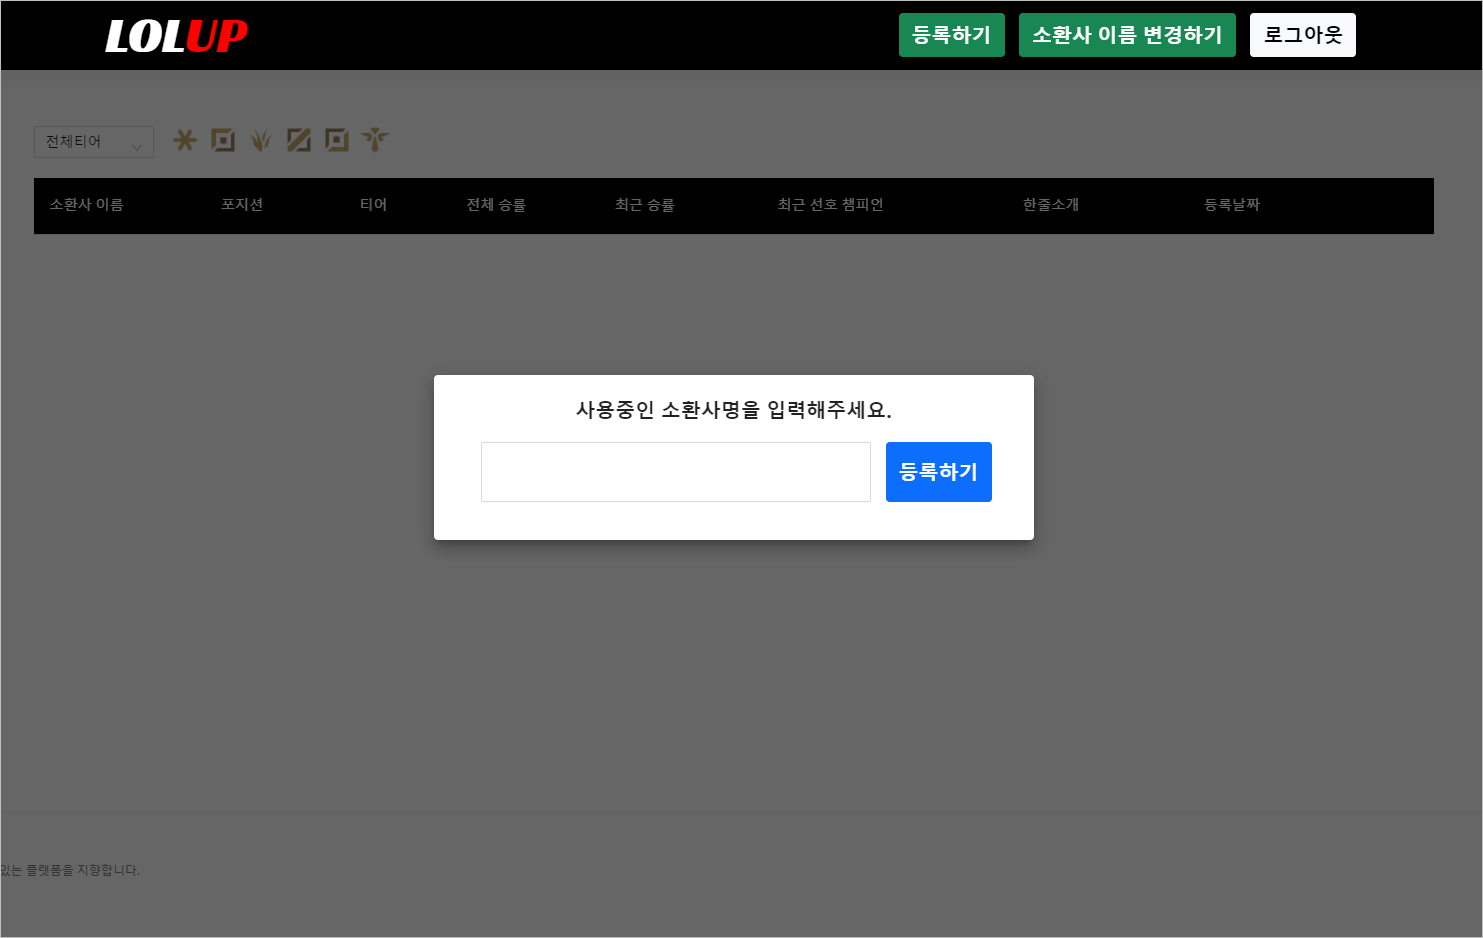 LOLUP
등록하기 소환사 이름 변경하기 로그아웃
전체티어
소환사 이름 포지션 티어 전체 승률 최근 승률 최근 선호 챔피언 한줄소개 등록날짜
사용중인 소환사명을 입력해주세요.
등록하기
있는 플랫폼을 지향합니다.